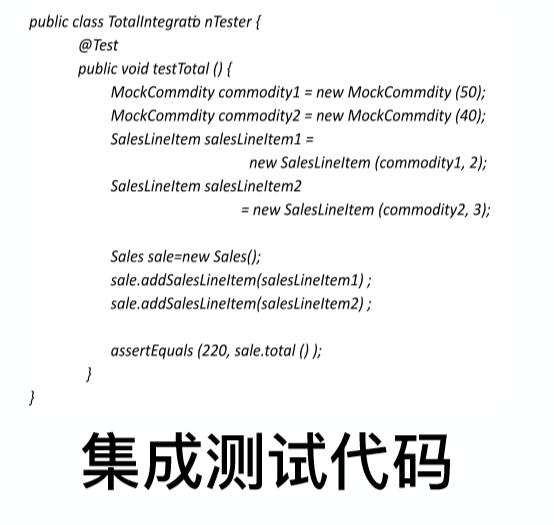 public class TotalIntegration nTester {
@Test
public void testTotal () {
MockCommdity commodity1 = new MockCommdity (50);
MockCommdity commodity2 = new MockCommdity (40);
SalesLineItem salesLineItem1 =
new SalesLineItem (commodity1, 2);
SalesLineItem salesLineItem2
= new SalesLineItem (commodity2, 3);
Sales sale=new Sales();
sale.addSalesLineItem(salesLineItem1) ;
sale.addSalesLineItem(salesLineItem2) ;
assertEquals (220, sale.total () );
}
}
集成测试代码